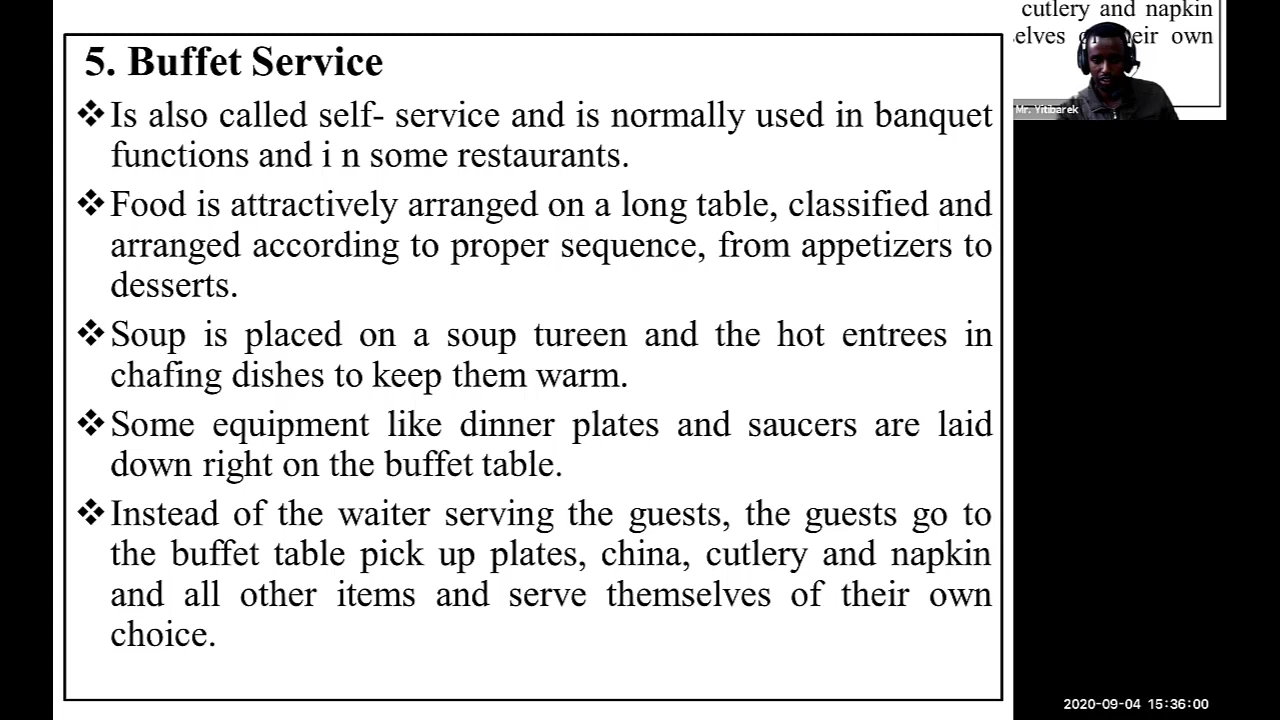 5. Buffet Service
❖Is also called self- service and is normally used in banquet
functions and i n some restaurants.
❖Food is attractively arranged on a long table, classified and
arranged according to proper sequence, from appetizers to
desserts.
❖Soup is placed on a soup tureen and the hot entrees in
chafing dishes to keep them warm.
❖Some equipment like dinner plates and saucers are laid
down right on the buffet table.
❖Instead of the waiter serving the guests, the guests go to
the buffet table pick up plates, china, cutlery and napkin
and all other items and serve themselves of their own
choice.
cutlery and napkin
elves eir own
Mr. Yitibarek
2020-09-04 15:36:00